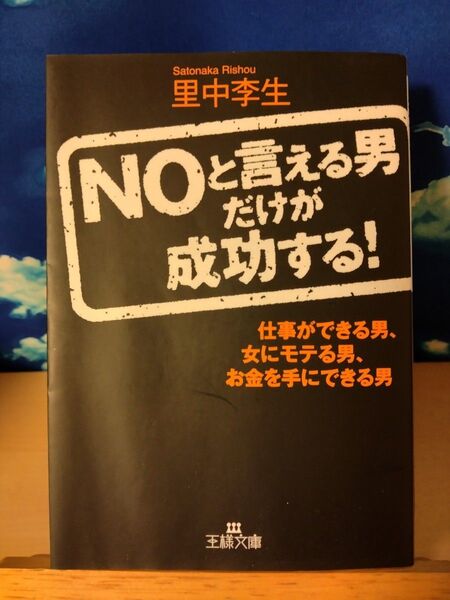 Satonaka Rishou
里中李生
NOと言える男
だけが
成功する!
仕事ができる男、
女にモテる男、
お金を手にできる男
王様文庫